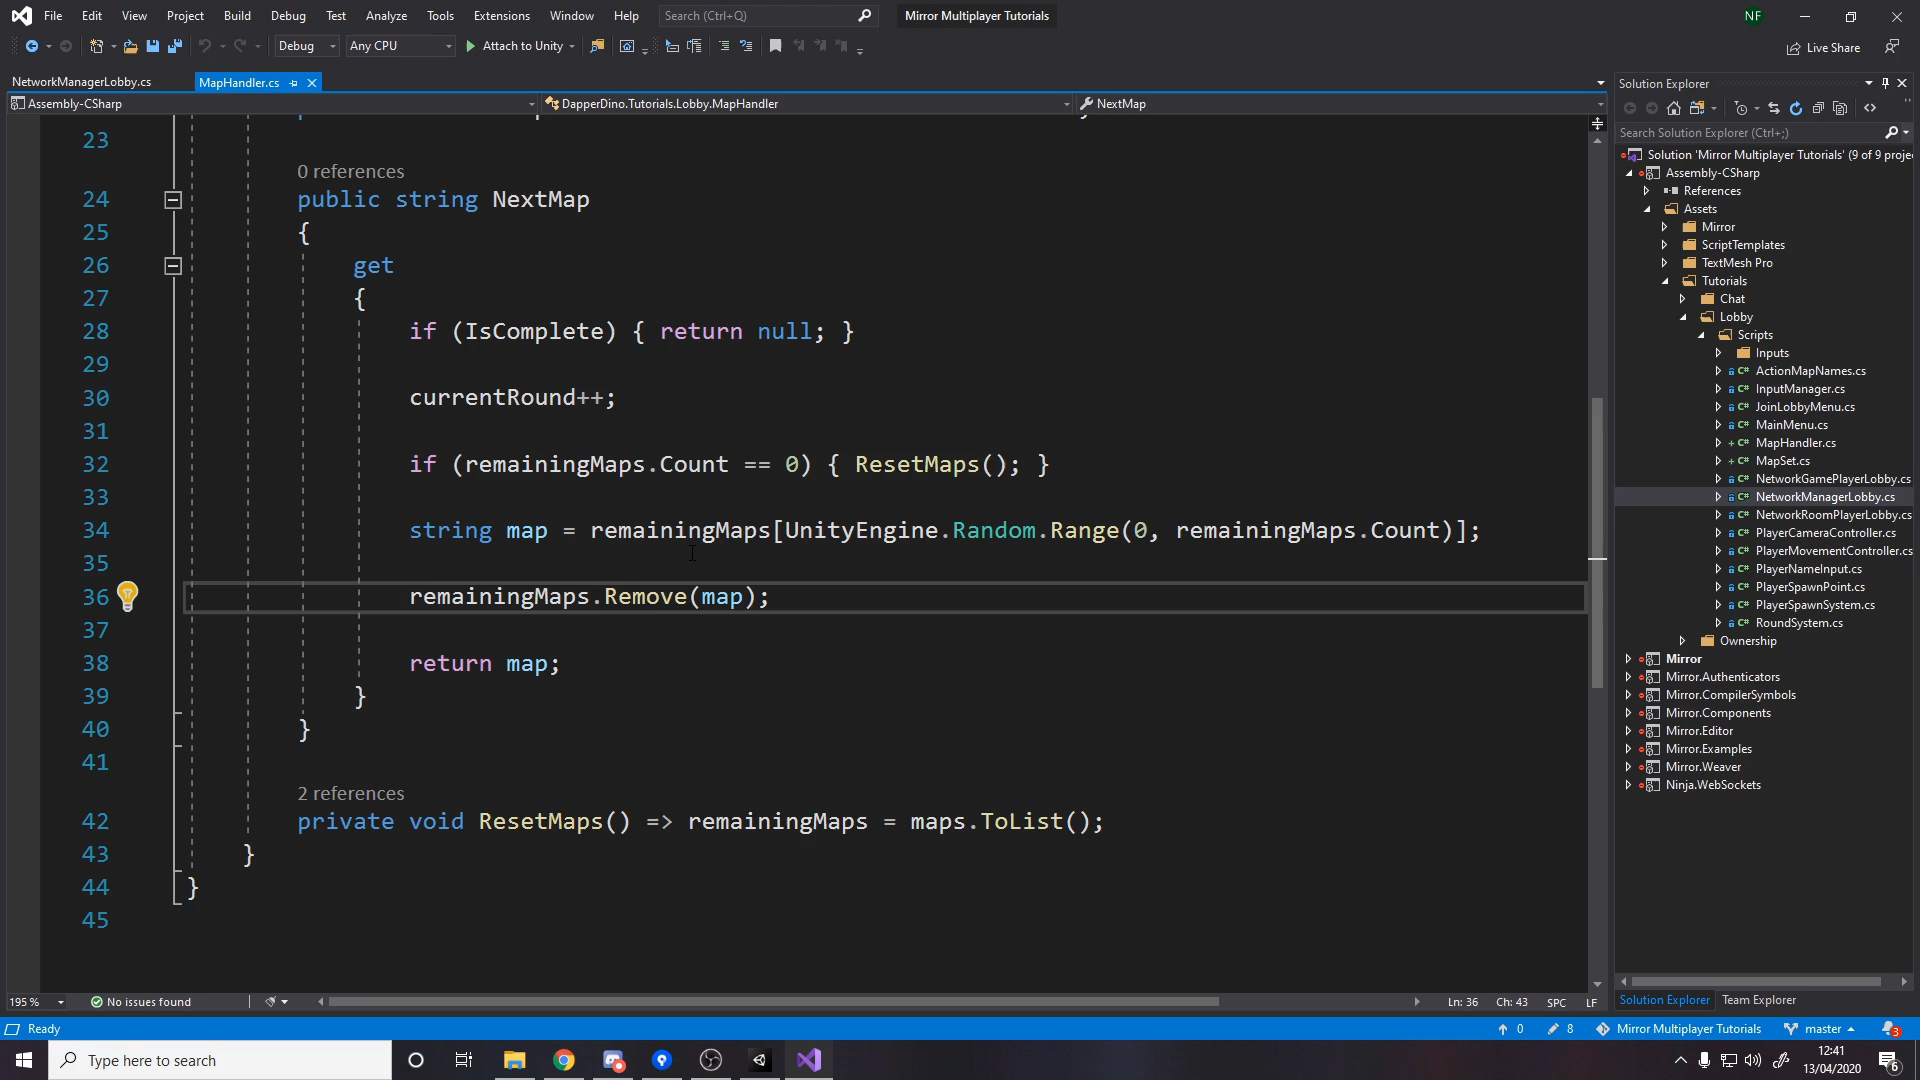 File Edit View Project Build Debug Test Analyze Tools Extensions Window Help Search (Ctrl+Q) Mirror Multiplayer Tutorials NF
Debug Any CPU Attach to Unity Live Share
NetworkManagerLobby.cs MapHandler.cs
Assembly-CSharp DapperDino.Tutorials.Lobby.MapHandler NextMap
23
0 references
24 public string NextMap
25 {
26 get
27 {
28 if (IsComplete) { return null; }
29
30 currentRound++;
31
32 if (remainingMaps.Count == 0) { ResetMaps(); }
33
34 string map = remainingMaps[UnityEngine.Random.Range(0, remainingMaps.Count)];
35
36 remainingMaps.Remove(map);
37
38 return map;
39 }
40 }
41
2 references
42 private void ResetMaps() => remainingMaps = maps.ToList();
43 }
44 }
45
195 % No issues found Ln: 36 Ch: 43 SPC LF
Solution Explorer
Search Solution Explorer (Ctrl+;)
Solution 'Mirror Multiplayer Tutorials' (9 of 9 proje
Assembly-CSharp
References
Assets
Mirror
ScriptTemplates
TextMesh Pro
Tutorials
Chat
Lobby
Scripts
Inputs
C# ActionMapNames.cs
C# InputManager.cs
C# JoinLobbyMenu.cs
C# MainMenu.cs
+ C# MapHandler.cs
+ C# MapSet.cs
C# NetworkGamePlayerLobby.cs
C# NetworkManagerLobby.cs
C# NetworkRoomPlayerLobby.cs
C# PlayerCameraController.cs
C# PlayerMovementController.cs
C# PlayerNameInput.cs
C# PlayerSpawnPoint.cs
C# PlayerSpawnSystem.cs
C# RoundSystem.cs
Ownership
Mirror
Mirror.Authenticators
Mirror.CompilerSymbols
Mirror.Components
Mirror.Editor
Mirror.Examples
Mirror.Weaver
Ninja.WebSockets
Solution Explorer Team Explorer
Ready 0 8 Mirror Multiplayer Tutorials master 3
Type here to search 12:41
13/04/2020 6